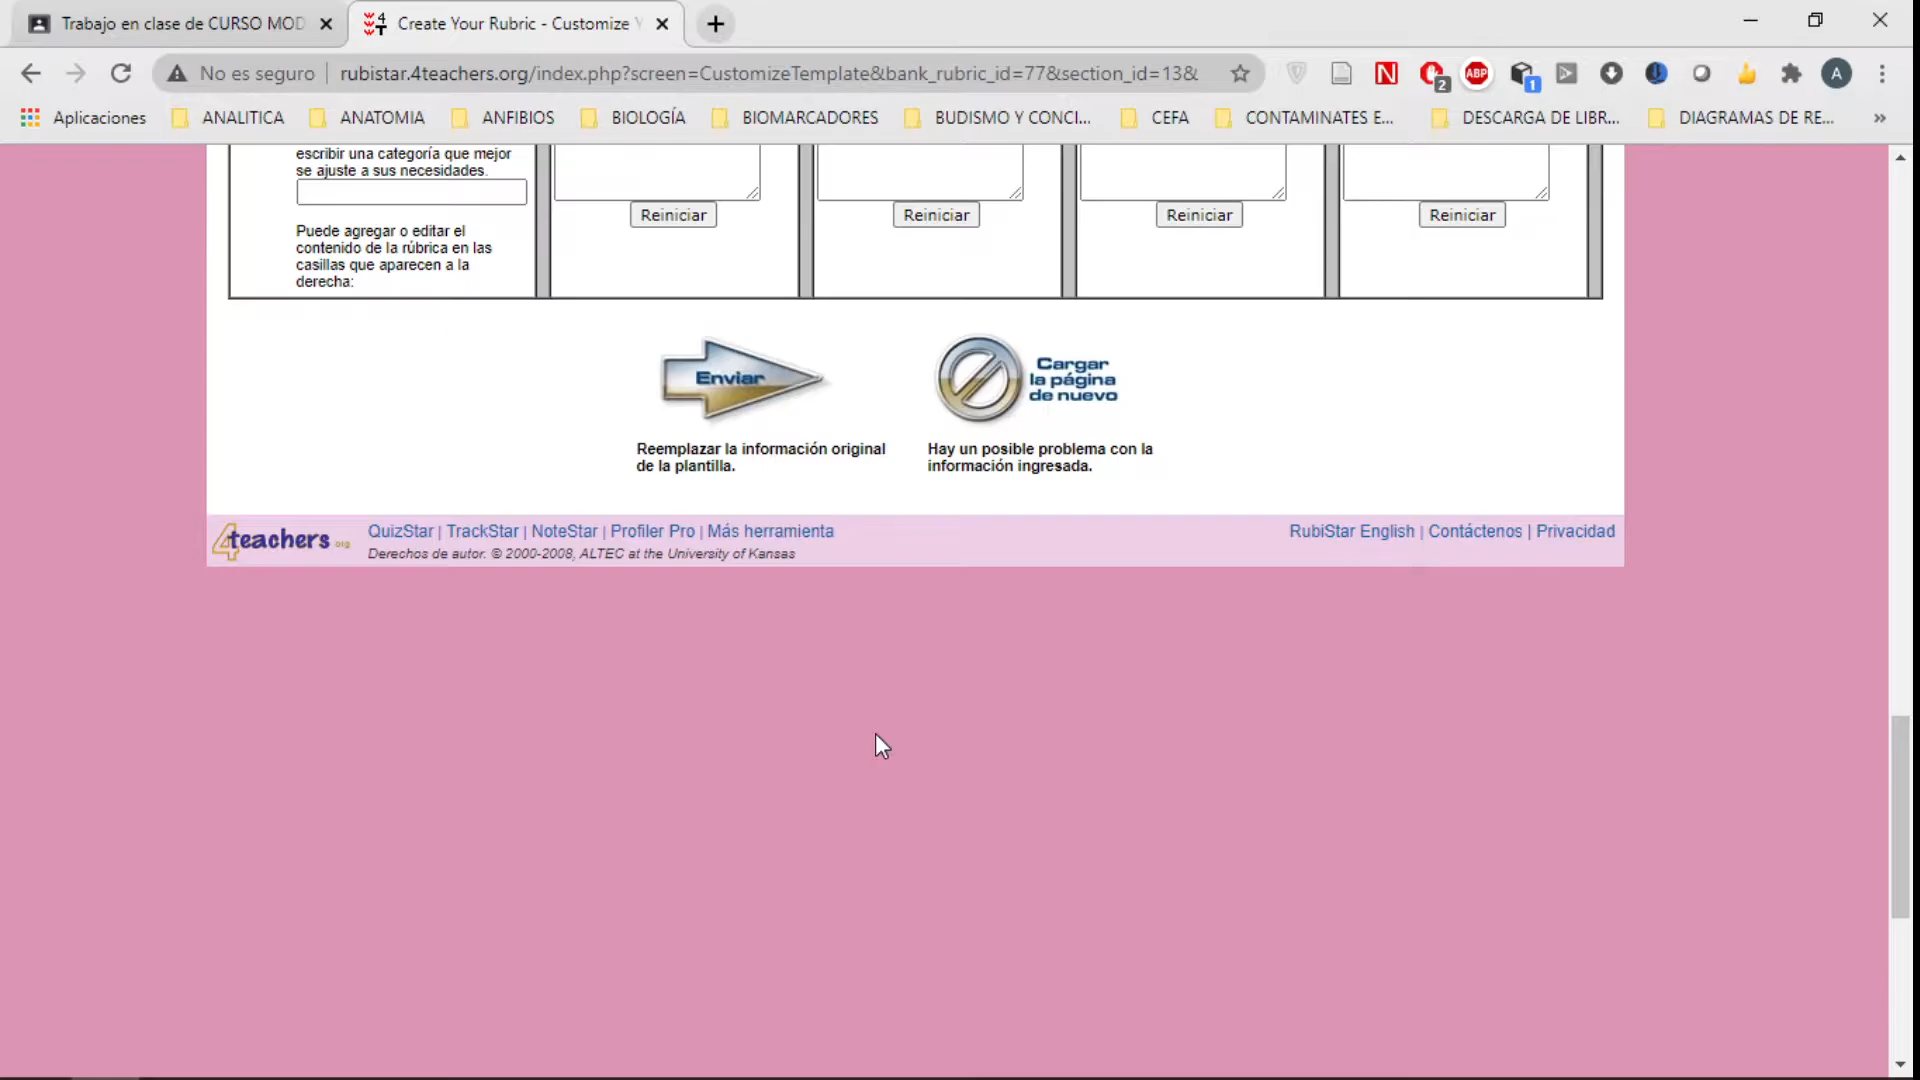 Trabajo en clase de CURSO MOD
Create Your Rubric - Customize Y
No es seguro
rubistar.4teachers.org/index.php?screen=CustomizeTemplate&bank_rubric_id=77&section_id=13&
2
ABP
1
A
Aplicaciones
ANALITICA
ANATOMIA
ANFIBIOS
BIOLOGÍA
BIOMARCADORES
BUDISMO Y CONCI...
CEFA
CONTAMINATES E...
DESCARGA DE LIBR...
DIAGRAMAS DE RE...
»
escribir una categoría que mejor
se ajuste a sus necesidades.
Reiniciar
Reiniciar
Reiniciar
Reiniciar
Puede agregar o editar el
contenido de la rúbrica en las
casillas que aparecen a la
derecha:
Enviar
Cargar
la página
de nuevo
Reemplazar la información original
de la plantilla.
Hay un posible problema con la
información ingresada.
4teachers.org
QuizStar | TrackStar | NoteStar | Profiler Pro | Más herramienta
RubiStar English | Contáctenos | Privacidad
Derechos de autor. © 2000-2008, ALTEC at the University of Kansas